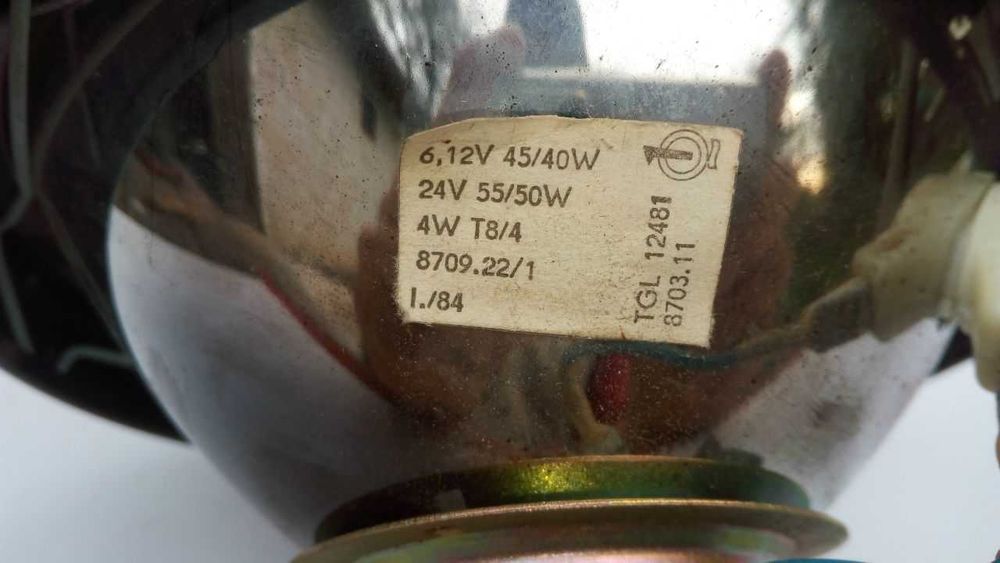 6,12V 45/40W
24V 55/50W
4W T8/4
8709.22/1
I./84
TGL 12481
8703.11